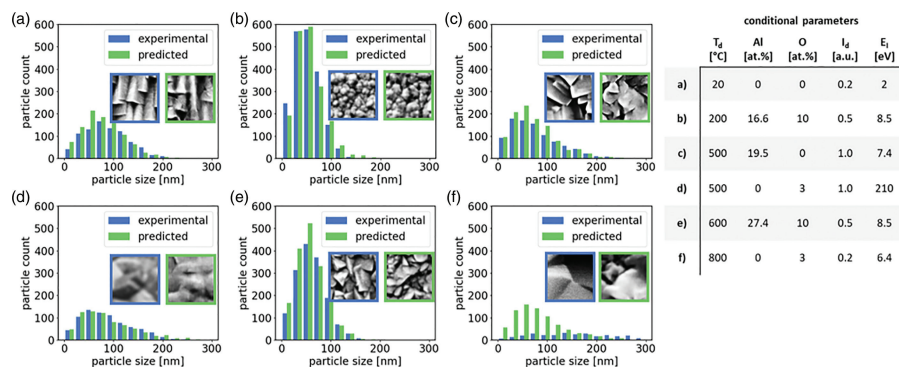 (a)
600
500
400
300
200
100
0
particle count
experimental
predicted
0 100 200 300
particle size [nm]
(b)
600
500
400
300
200
100
0
particle count
experimental
predicted
0 100 200 300
particle size [nm]
(c)
600
500
400
300
200
100
0
particle count
experimental
predicted
0 100 200 300
particle size [nm]
(d)
600
500
400
300
200
100
0
particle count
experimental
predicted
0 100 200 300
particle size [nm]
(e)
600
500
400
300
200
100
0
particle count
experimental
predicted
0 100 200 300
particle size [nm]
(f)
600
500
400
300
200
100
0
particle count
experimental
predicted
0 100 200 300
particle size [nm]
conditional parameters
Td Al O Id EI
[°C] [at.%] [at.%] [a.u.] [eV]
a) 20 0 0 0.2 2
b) 200 16.6 10 0.5 8.5
c) 500 19.5 0 1.0 7.4
d) 500 0 3 1.0 210
e) 600 27.4 10 0.5 8.5
f) 800 0 3 0.2 6.4